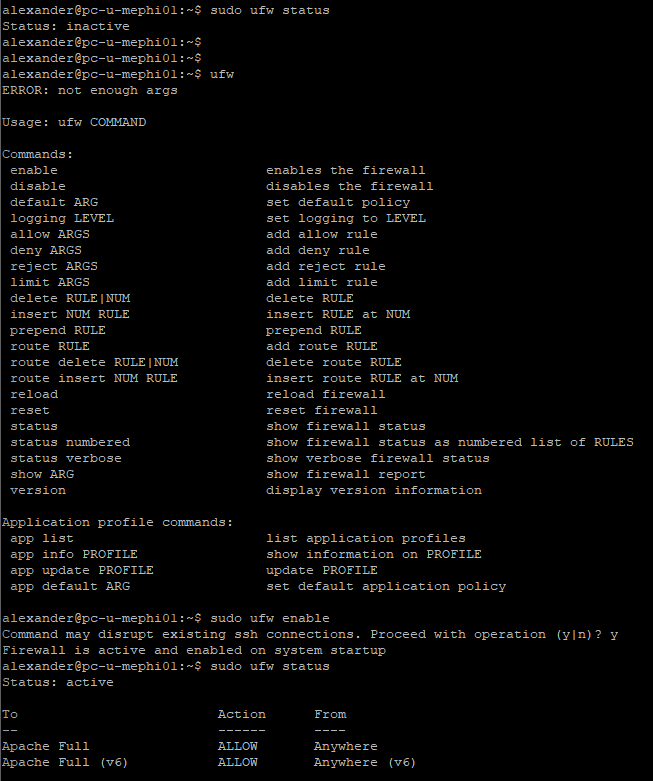 alexander@pc-u-mephi01:~$ sudo ufw status
Status: inactive
alexander@pc-u-mephi01:~$
alexander@pc-u-mephi01:~$
alexander@pc-u-mephi01:~$ ufw
ERROR: not enough args
Usage: ufw COMMAND
Commands:
enable                          enables the firewall
disable                         disables the firewall
default ARG                     set default policy
logging LEVEL                   set logging to LEVEL
allow ARGS                      add allow rule
deny ARGS                       add deny rule
reject ARGS                     add reject rule
limit ARGS                      add limit rule
delete RULE|NUM                 delete RULE
insert NUM RULE                 insert RULE at NUM
prepend RULE                    prepend RULE
route RULE                      add route RULE
route delete RULE|NUM           delete route RULE
route insert NUM RULE           insert route RULE at NUM
reload                          reload firewall
reset                           reset firewall
status                          show firewall status
status numbered                 show firewall status as numbered list of RULES
status verbose                  show verbose firewall status
show ARG                        show firewall report
version                         display version information
Application profile commands:
app list                        list application profiles
app info PROFILE                show information on PROFILE
app update PROFILE              update PROFILE
app default ARG                 set default application policy
alexander@pc-u-mephi01:~$ sudo ufw enable
Command may disrupt existing ssh connections. Proceed with operation (y|n)? y
Firewall is active and enabled on system startup
alexander@pc-u-mephi01:~$ sudo ufw status
Status: active
To                         Action      From
--                         ------      ----
Apache Full                ALLOW       Anywhere
Apache Full (v6)           ALLOW       Anywhere (v6)